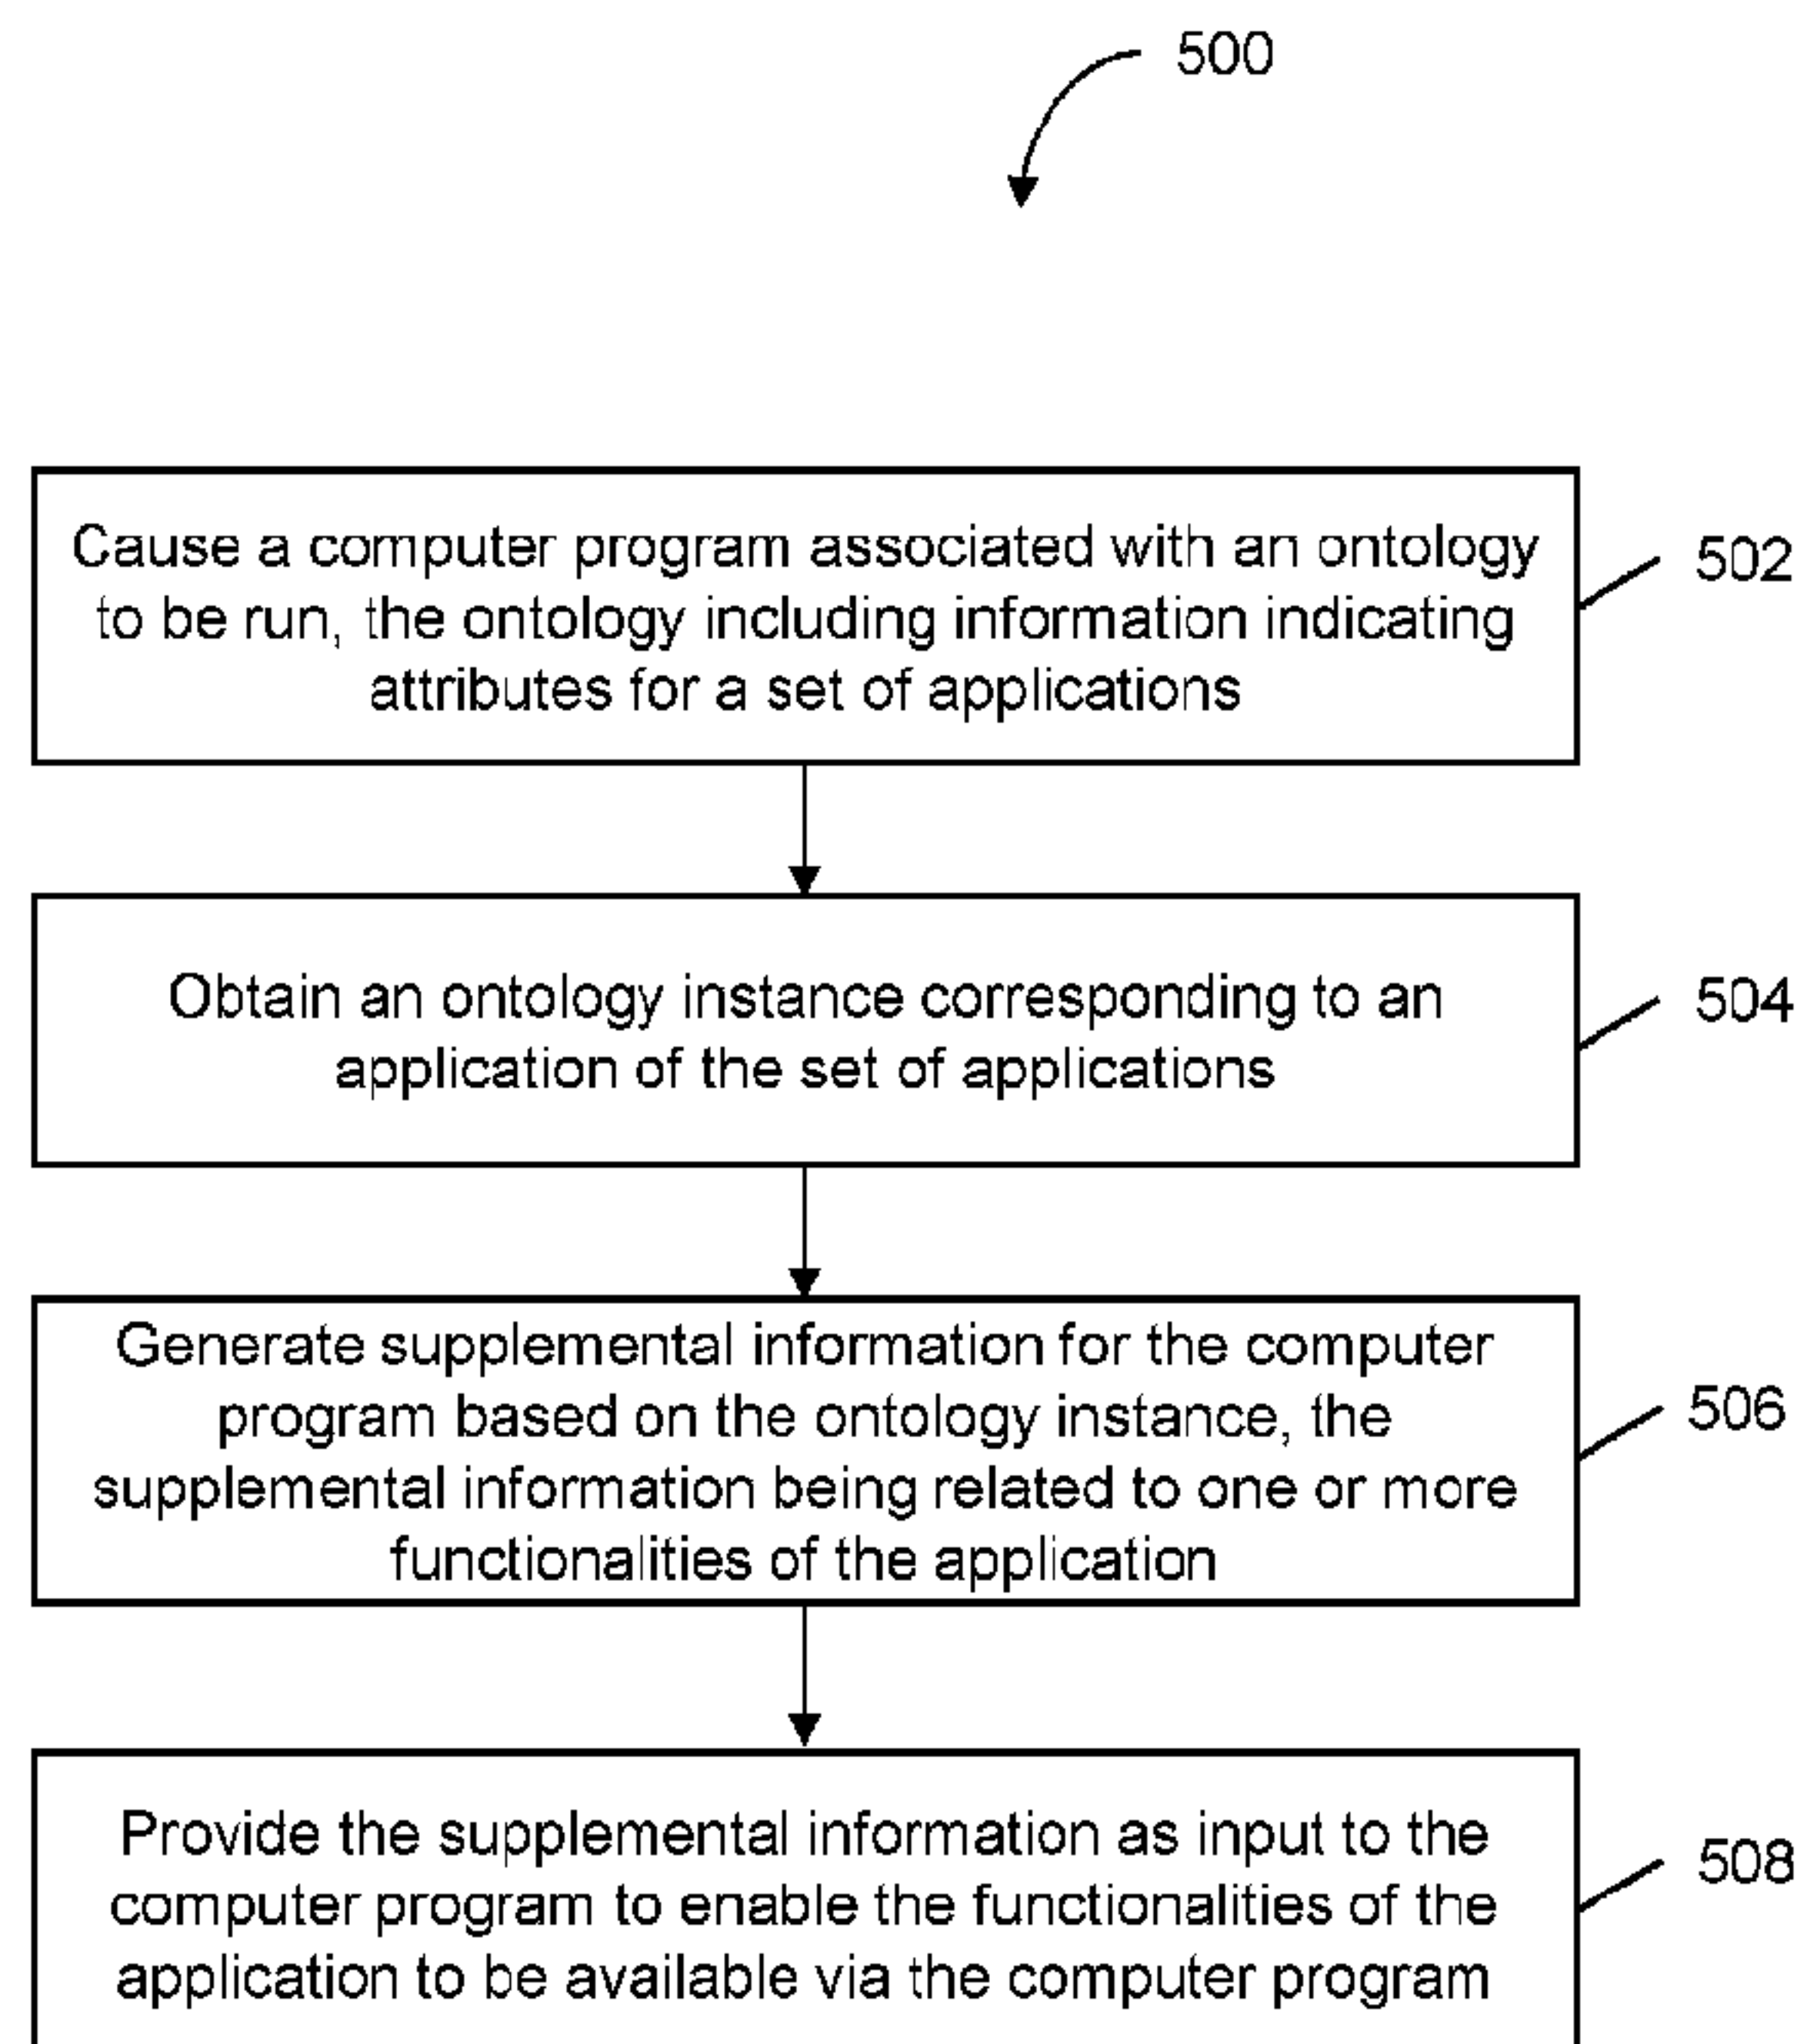 500
Cause a computer program associated with an ontology
to be run, the ontology including information indicating
attributes for a set of applications
502
Obtain an ontology instance corresponding to an
application of the set of applications
504
Generate supplemental information for the computer
program based on the ontology instance, the
supplemental information being related to one or more
functionalities of the application
506
Provide the supplemental information as input to the
computer program to enable the functionalities of the
application to be available via the computer program
508